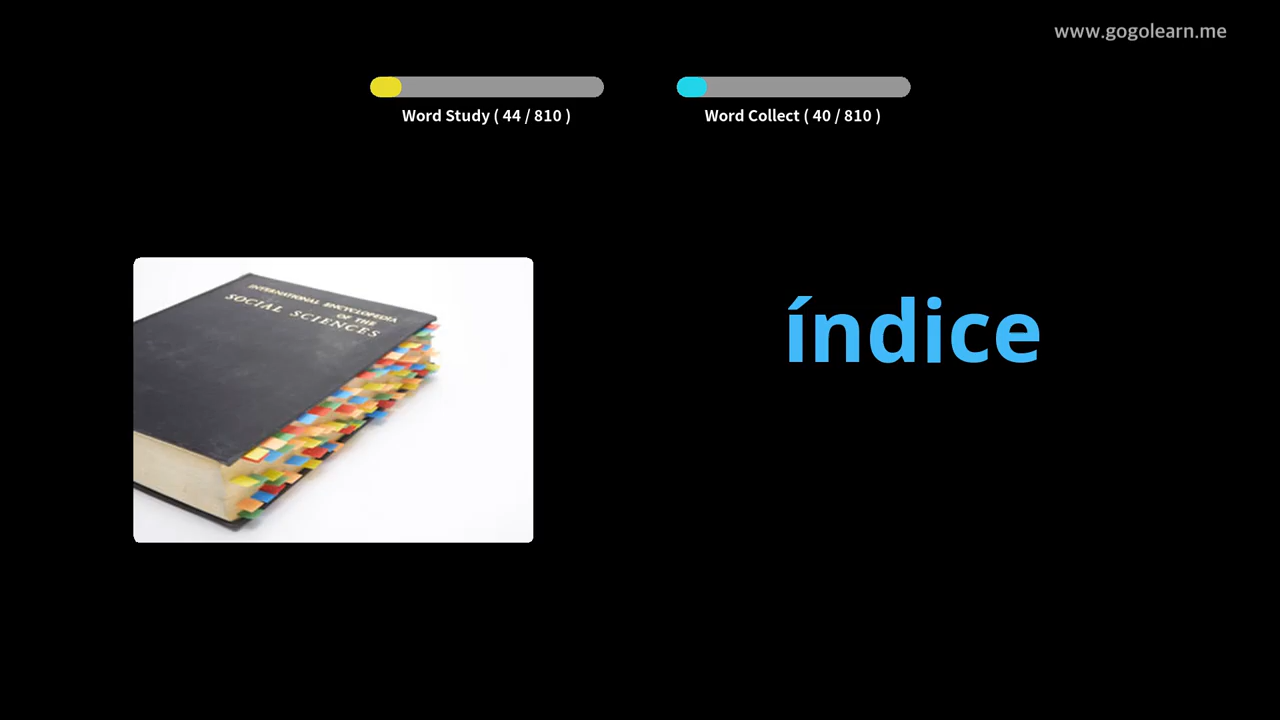 www.gogolearn.me
Word Study ( 44 / 810 )
Word Collect ( 40 / 810 )
INTERNATIONAL ENCYCLOPEDIA
OF THE
SOCIAL SCIENCES
índice